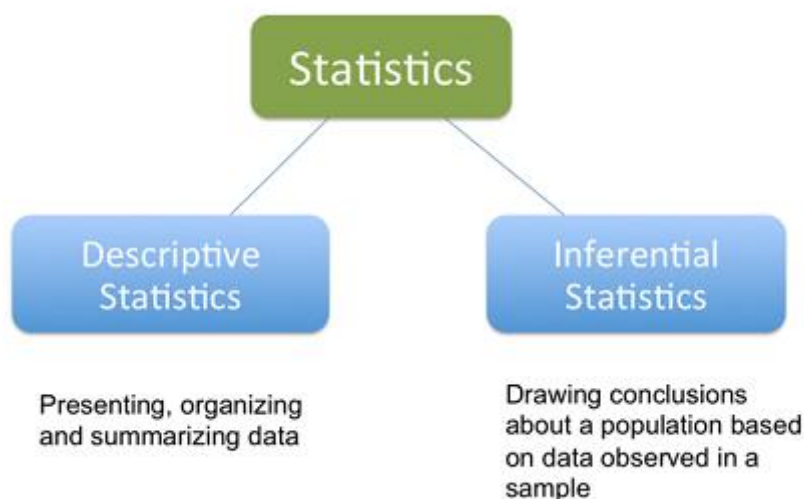 Statistics
Descriptive
Statistics
Presenting, organizing
and summarizing data
Inferential
Statistics
Drawing conclusions
about a population based
on data observed in a
sample